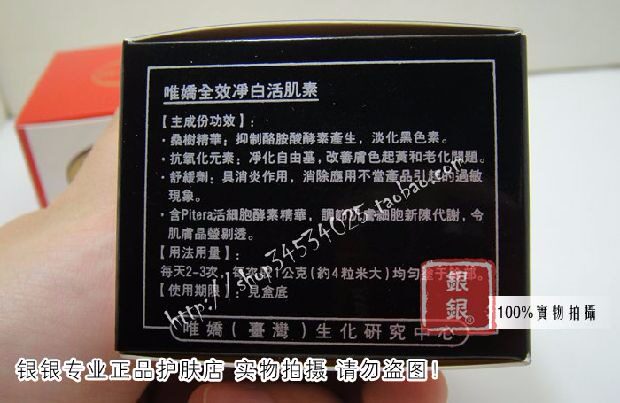 唯嬌全效凈白活肌素
【主成份功效】:
·桑樹精華:抑制酪胺酸酵素產生,淡化黑色素。
·抗氧化元素:凈化自由基,改善膚色起黃和老化問題。
·舒緩劑:具消炎作用,消除應用不當產品引起的過敏
現象。
·含Pitera活細胞酵素精華,調節肌膚細胞新陳代謝,令
肌膚晶瑩剔透。
【用法用量】:
每天2-3次,每次 1公克(約4粒米大)均勻塗于
【使用期限】:見盒底
唯嬌(臺灣)生化研究中心
http://shop34534025.taobao.com
銀銀
100%實物拍攝
银银专业正品护肤店 实物拍摄 请勿盗图!